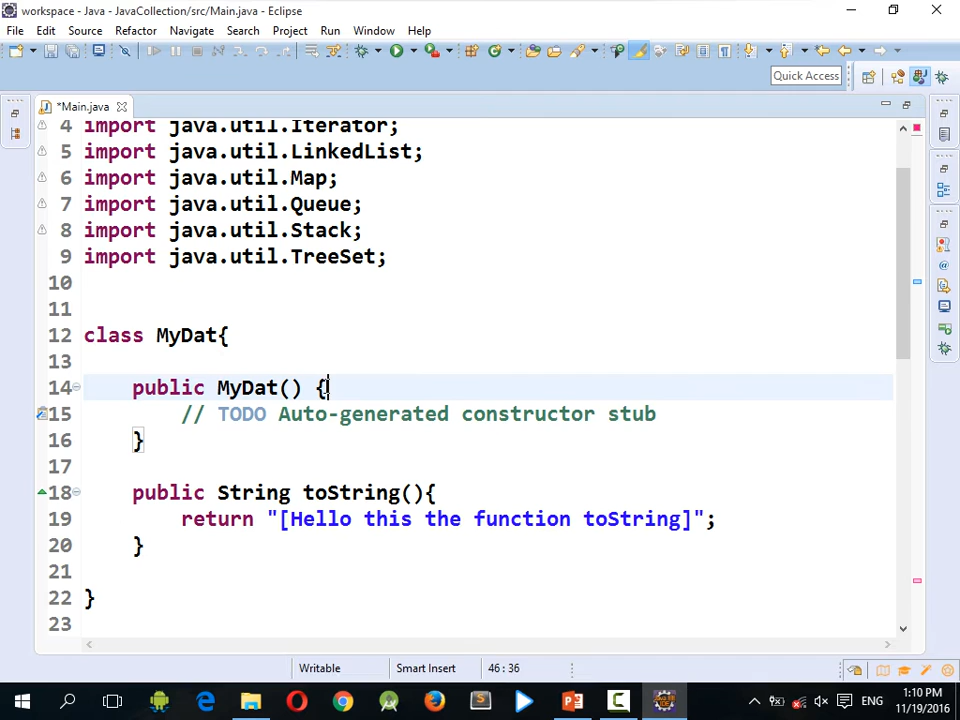 workspace - Java - JavaCollection/src/Main.java - Eclipse
File Edit Source Refactor Navigate Search Project Run Window Help
Quick Access
*Main.java
4 import java.util.Iterator;
5 import java.util.LinkedList;
6 import java.util.Map;
7 import java.util.Queue;
8 import java.util.Stack;
9 import java.util.TreeSet;
10
11
12 class MyDat{
13
14 public MyDat() {
15 // TODO Auto-generated constructor stub
16 }
17
18 public String toString(){
19 return "[Hello this the function toString]";
20 }
21
22 }
23
Writable Smart Insert 46 : 36
ENG
1:10 PM
11/19/2016